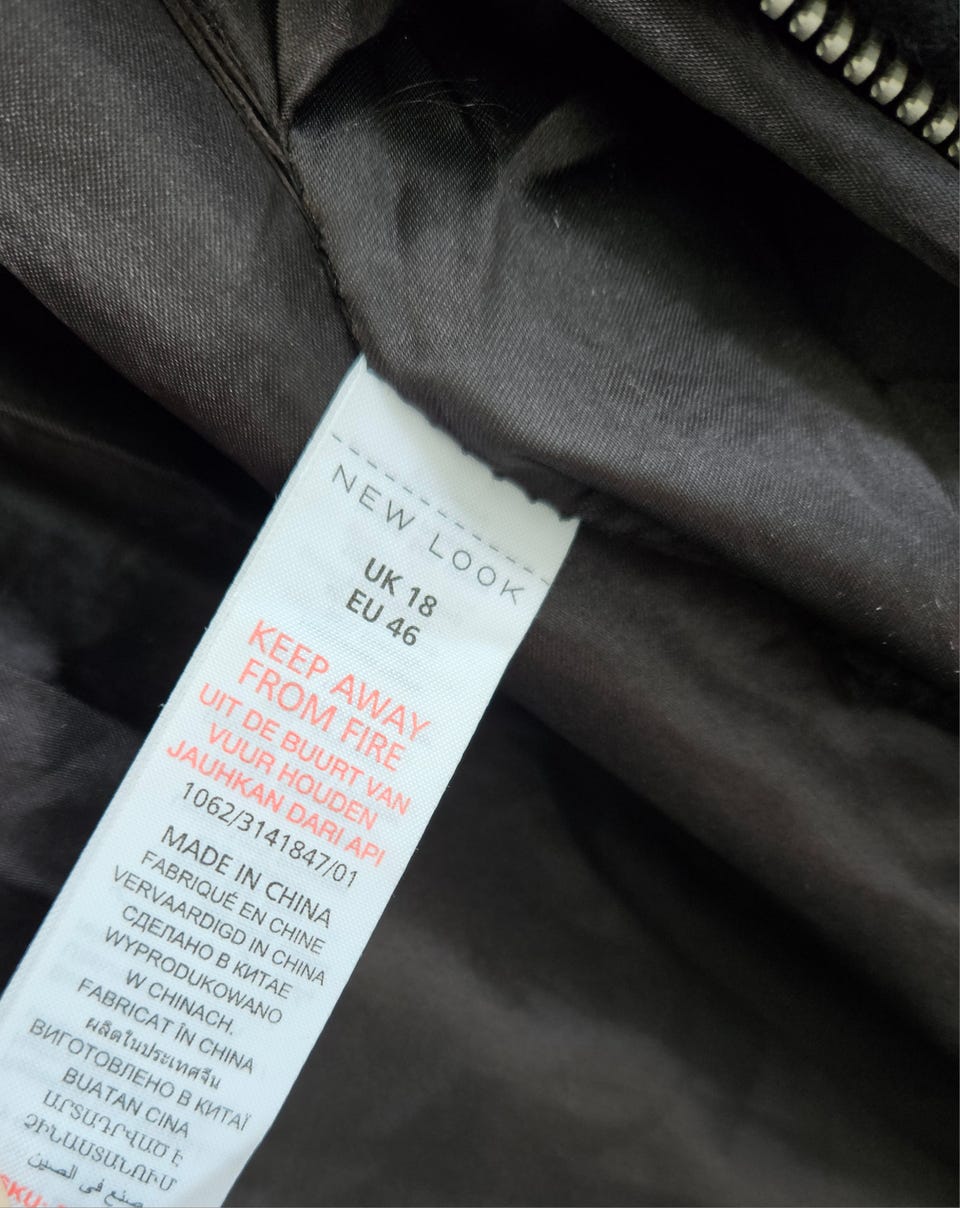 NEW LOOK
UK 18
EU 46
KEEP AWAY
FROM FIRE
UIT DE BUURT VAN
VUUR HOUDEN
JAUHKAN DARI API
1062/3141847/01
MADE IN CHINA
FABRIQUÉ EN CHINE
VERVAARDIGD IN CHINA
СДЕЛАНО В КИТАЕ
WYPRODUKOWANO
W CHINACH.
FABRICAT ÎN CHINA
ผลิตในประเทศจีน
ВИГОТОВЛЕНО В КИТАЇ
BUATAN CINA
ԱՐՏԱԴՐՎԱԾ Է
ՉԻՆԱՍՏԱՆՈՒՄ
صنع في الصين
SKU: